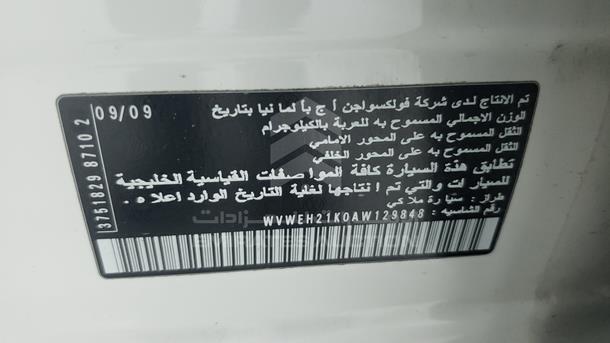 تم الانتاج لدى شركة فولكسواجن أ ج بألمانيا بتاريخ 09/09
الوزن الاجمالي المسموح به للعربة بالكيلوجرام
الثقل المسموح به على المحور الأمامي
الثقل المسموح به على المحور الخلفي
تطابق هذة السيارة كافة المواصفات القياسية الخليجية
للسيارات والتي تم انتاجها لغاية التاريخ الوارد اعلاه .
طراز : سيارة ملاكي
رقم الشاسيه : WVWEH21K0AW129848
3751829 8710 2
مزادات